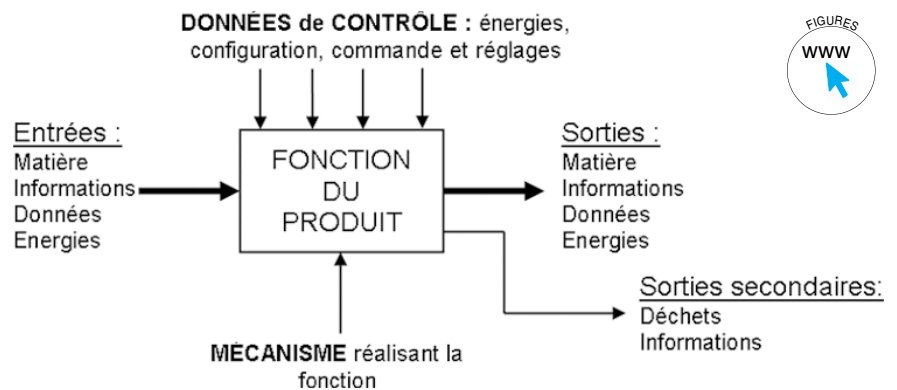 DONNÉES de CONTRÔLE : énergies,
configuration, commande et réglages
FIGURES
WWW
Entrées :
Matière
Informations
Données
Energies
FONCTION
DU
PRODUIT
Sorties :
Matière
Informations
Données
Energies
Sorties secondaires:
Déchets
Informations
MÉCANISME réalisant la
fonction